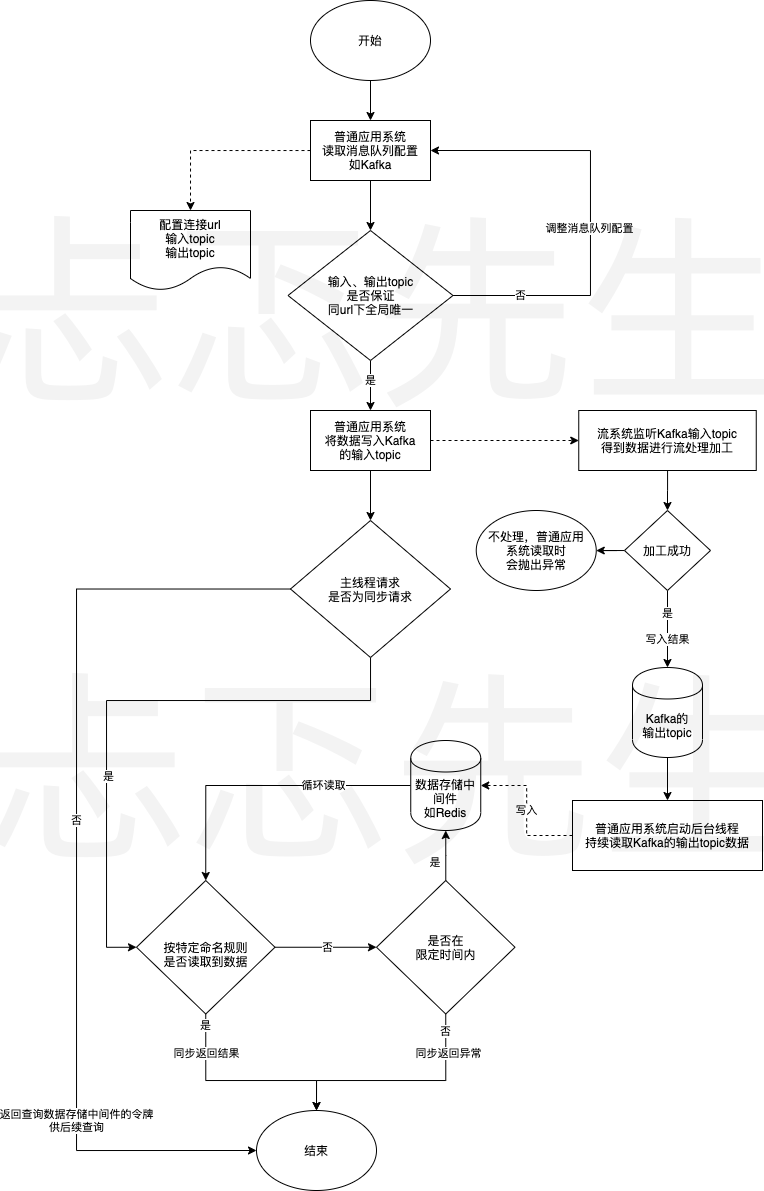 开始
普通应用系统
读取消息队列配置
如Kafka
配置连接url
输入topic
输出topic
调整消息队列配置
输入、输出topic
是否保证
同url下全局唯一
否
是
普通应用系统
将数据写入Kafka
的输入topic
流系统监听Kafka输入topic
得到数据进行流处理加工
不处理，普通应用
系统读取时
会抛出异常
加工成功
主线程请求
是否为同步请求
是
写入结果
Kafka的
输出topic
是
否
循环读取
数据存储中
间件
如Redis
写入
普通应用系统启动后台线程
持续读取Kafka的输出topic数据
是
按特定命名规则
是否读取到数据
否
是否在
限定时间内
是
同步返回结果
否
同步返回异常
返回查询数据存储中间件的令牌
供后续查询
结束
忐忑先生
忐忑先生